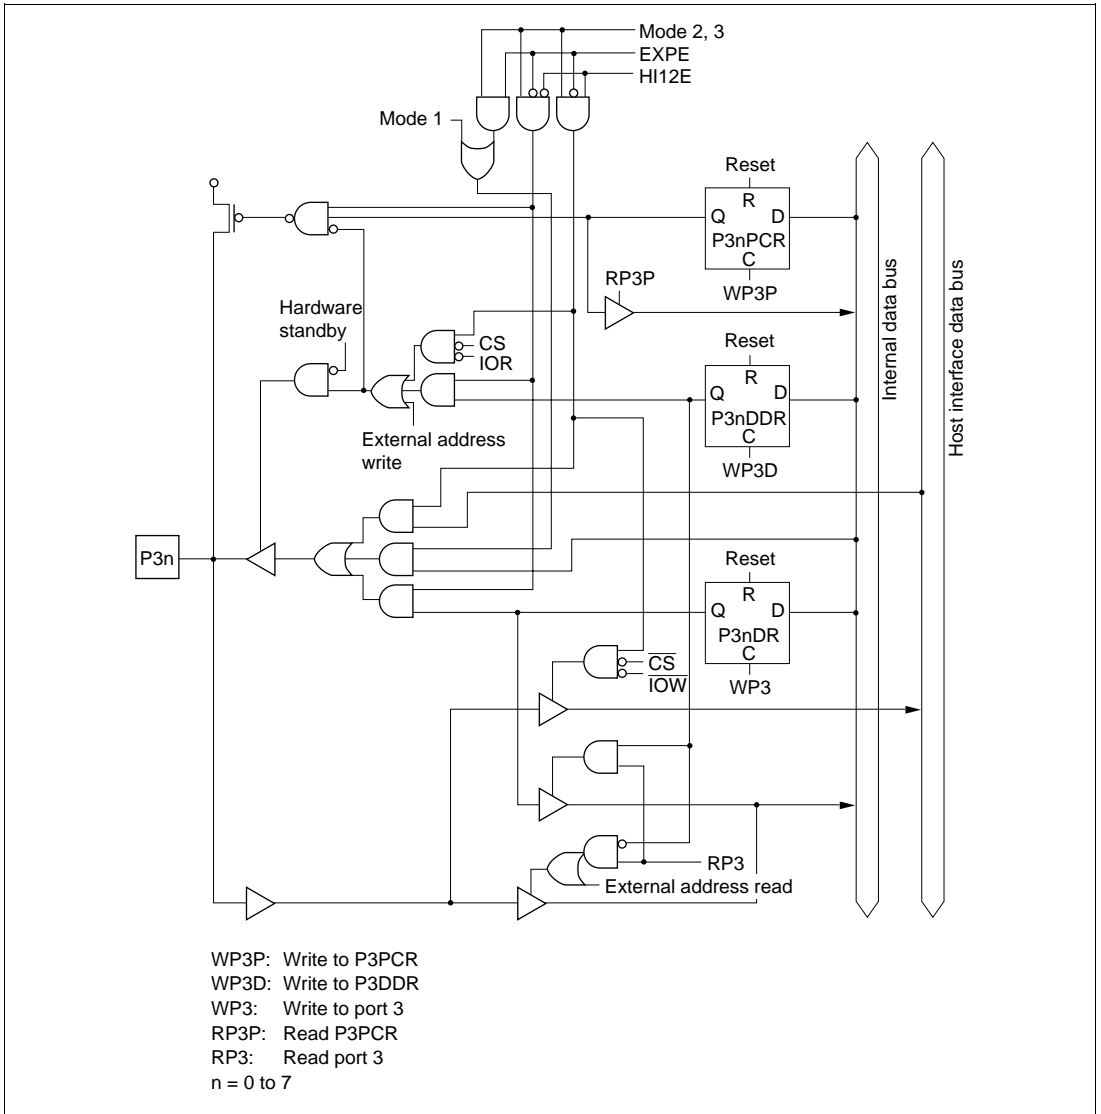 Mode 2, 3
EXPE
HI12E
Mode 1
Reset
R
Q D
P3nPCR
C
WP3P
RP3P
Hardware
standby
CS
IOR
External address
write
Reset
R
Q D
P3nDDR
C
WP3D
Internal data bus
Host interface data bus
P3n
Reset
R
Q D
P3nDR
C
WP3
CS
IOW
RP3
External address read
WP3P: Write to P3PCR
WP3D: Write to P3DDR
WP3: Write to port 3
RP3P: Read P3PCR
RP3: Read port 3
n = 0 to 7